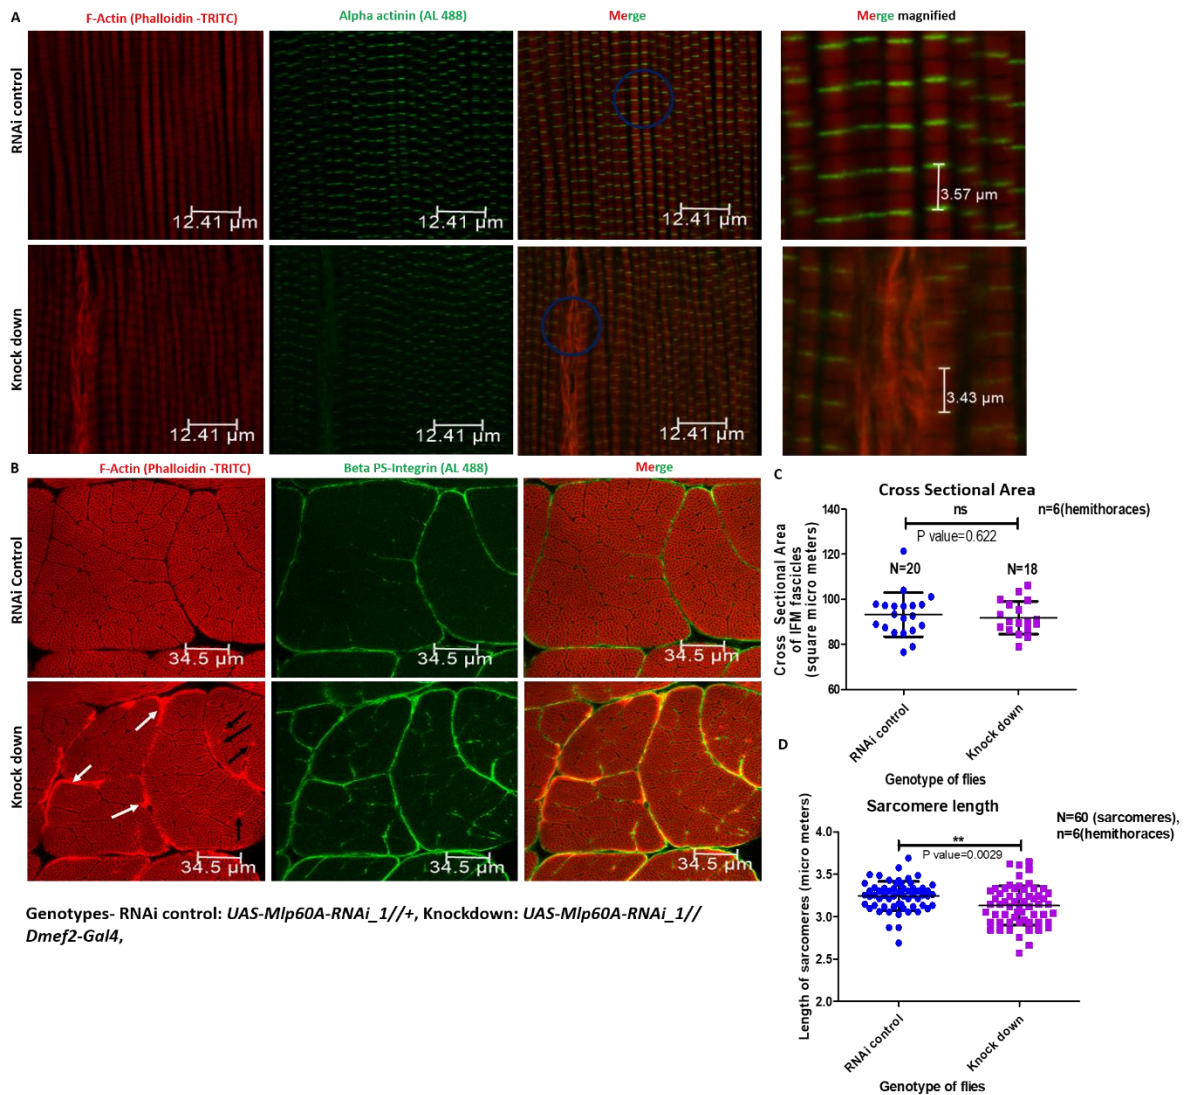 A
F-Actin (Phalloidin -TRITC)
Alpha actinin (AL 488)
Merge
Merge magnified
RNAi control
12.41 µm
12.41 µm
12.41 µm
3.57 µm
Knock down
12.41 µm
12.41 µm
12.41 µm
3.43 µm
B
F-Actin (Phalloidin -TRITC)
Beta PS-Integrin (AL 488)
Merge
RNAi Control
34.5 µm
34.5 µm
34.5 µm
Knock down
34.5 µm
34.5 µm
34.5 µm
Genotypes- RNAi control: UAS-Mlp60A-RNAi_1//+, Knockdown: UAS-Mlp60A-RNAi_1//
Dmef2-Gal4,
C
Cross Sectional Area
ns
n=6(hemithoraces)
P value=0.622
N=20
N=18
Cross Sectional Area
of IFM fascicles
(square micro meters)
140
120
100
80
60
RNAi control
Knock down
Genotype of flies
D
Sarcomere length
N=60 (sarcomeres),
n=6(hemithoraces)
**
P value=0.0029
Length of sarcomeres (micro meters)
4.0
3.5
3.0
2.5
2.0
RNAi control
Knock down
Genotype of flies